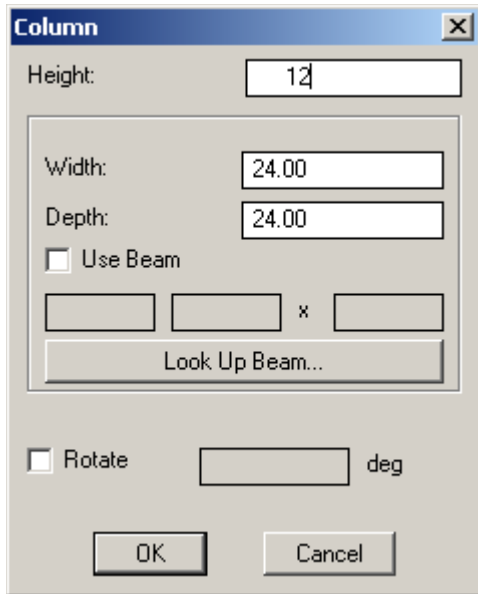 Column
Height: 12
Width: 24.00
Depth: 24.00
Use Beam
x
Look Up Beam...
Rotate deg
OK Cancel